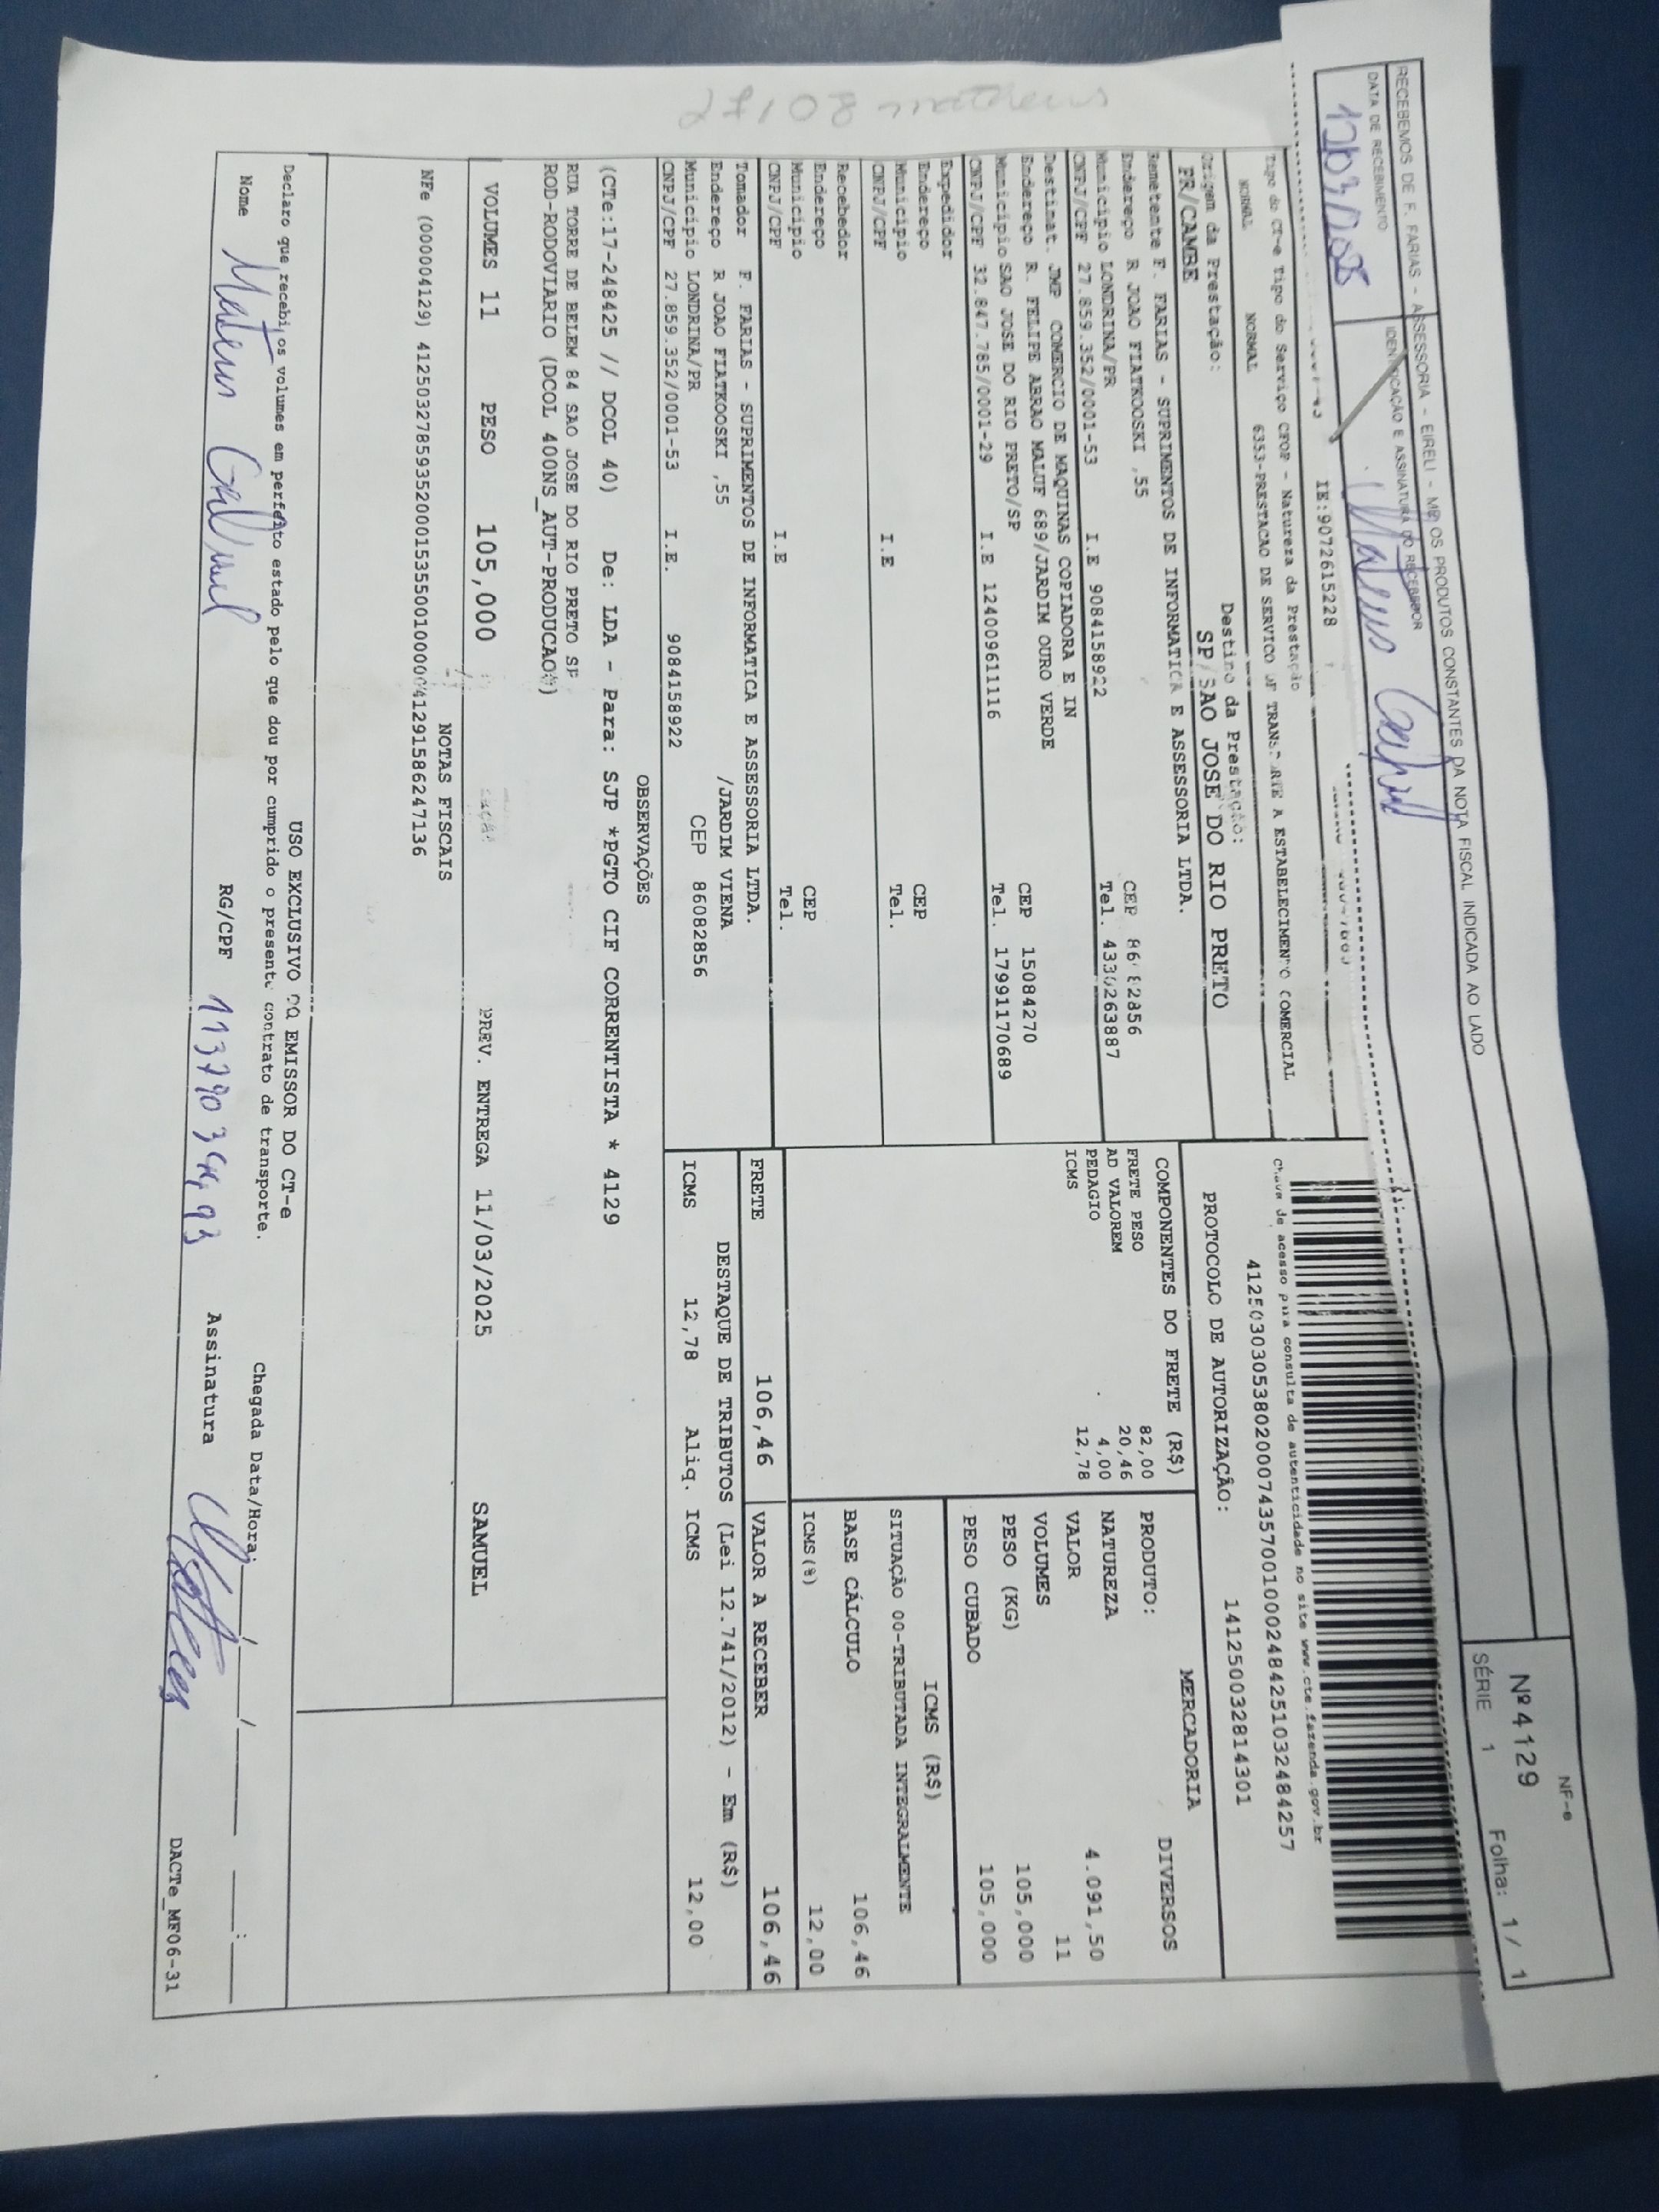 RECEBEMOS DE F. FARIAS - ASSESSORIA - EIRELI - ME OS PRODUTOS CONSTANTES DA NOTA FISCAL INDICADA AO LADO
DATA DE RECEBIMENTO
IDENTIFICAÇÃO E ASSINATURA DO RECEBEDOR
NF-e
Nº 4129
SÉRIE 1 Folha: 1 / 1
IE:9072615228
Tipo do CT-e Tipo do Serviço CFOP - Natureza da Prestação
NORMAL NORMAL 6353-PRESTACAO DE SERVICO DE TRANSPORTE A ESTABELECIMENTO COMERCIAL
Chave de acesso para consulta de autenticidade no site www.cte.fazenda.gov.br
Origem da Prestação: Destino da Prestação:
PR/CAMBE SP/SAO JOSE DO RIO PRETO
PROTOCOLO DE AUTORIZAÇÃO: 141250032814301
Remetente F. FARIAS - SUPRIMENTOS DE INFORMATICA E ASSESSORIA LTDA.
Endereço R JOAO FIATKOOSKI ,55 CEP
Município LONDRINA/PR Tel.
CNPJ/CPF 27.859.352/0001-53 I.E 9084158922
Destinat. JMP COMERCIO DE MAQUINAS COPIADORA E IN
Endereço R. FELIPE ABRAO MALUF 689/JARDIM OURO VERDE CEP 15084270
Município SAO JOSE DO RIO PRETO/SP Tel. 17991170689
CNPJ/CPF 32.847.785/0001-29 I.E 124009611116
Expedidor
Endereço CEP
Município Tel.
CNPJ/CPF I.E
Recebedor
Endereço CEP
Município Tel.
CNPJ/CPF I.E
Tomador F. FARIAS - SUPRIMENTOS DE INFORMATICA E ASSESSORIA LTDA.
Endereço R JOAO FIATKOOSKI ,55 /JARDIM VIENA
Município LONDRINA/PR CEP 86082856
CNPJ/CPF 27.859.352/0001-53 I.E. 9084158922
COMPONENTES DO FRETE (R$)
FRETE PESO 82,00
AD VALOREM 20,46
PEDAGIO 4,00
ICMS 12,78
MERCADORIA
PRODUTO: DIVERSOS
NATUREZA
VALOR 4.091,50
VOLUMES 11
PESO (KG) 105,000
PESO CUBADO 105,000
ICMS (R$)
SITUAÇÃO 00-TRIBUTADA INTEGRALMENTE
BASE CÁLCULO 106,46
ICMS(%) 12,00
FRETE 106,46 VALOR A RECEBER 106,46
DESTAQUE DE TRIBUTOS (Lei 12.741/2012) - Em (R$)
ICMS 12,78 Aliq. ICMS 12,00
OBSERVAÇÕES
(CTe:17-248425 // DCOL 40) De: LDA - Para: SJP *PGTO CIF CORRENTISTA * 4129
RUA TORRE DE BELEM 84 SAO JOSE DO RIO PRETO SP
ROD-RODOVIARIO (DCOL 400NS_AUT-PRODUCAO
VOLUMES 11 PESO 105,000 PREV. ENTREGA 11/03/2025 SAMUEL
NOTAS FISCAIS
NFe (000004129) 41250327859352000153550010000041291586247136
USO EXCLUSIVO DO EMISSOR DO CT-e
Declaro que recebi os volumes em perfeito estado pelo que dou por cumprido o presente contrato de transporte.
Chegada Data/Hora:
Nome Mateus RG/CPF Assinatura
DACTe_MF06-31